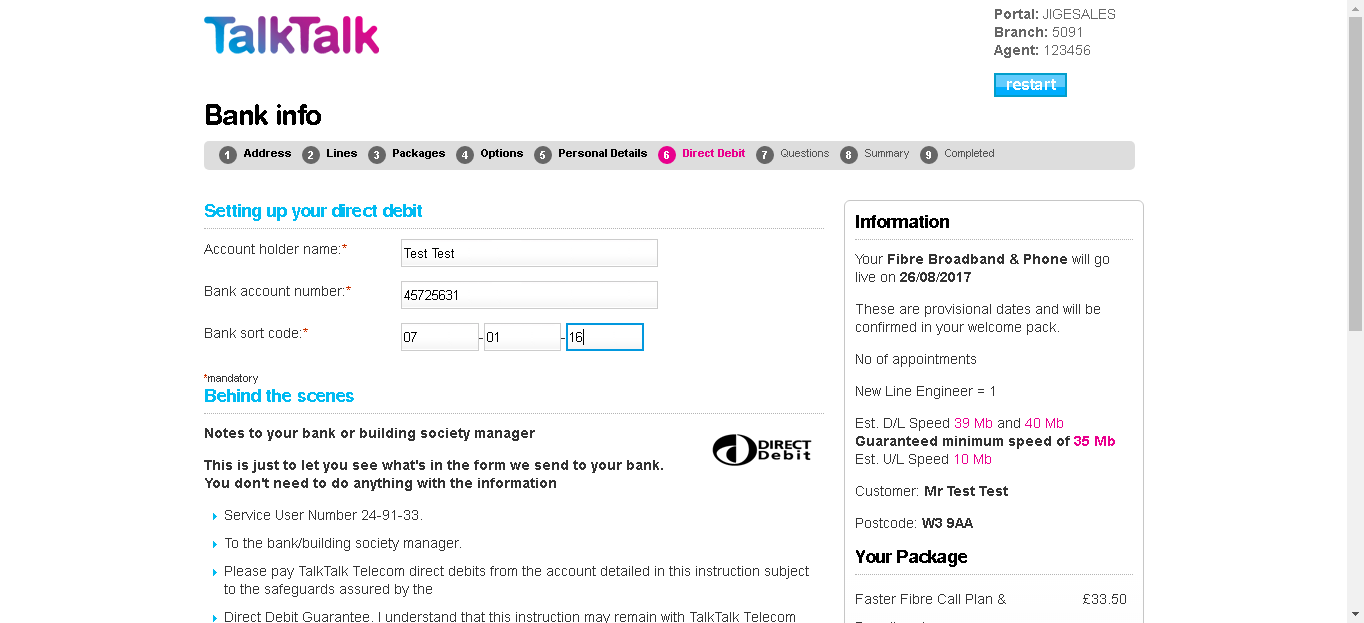 TalkTalk
Portal: JIGESALES
Branch: 5091
Agent: 123456
restart
Bank info
1 Address 2 Lines 3 Packages 4 Options 5 Personal Details 6 Direct Debit 7 Questions 8 Summary 9 Completed
Setting up your direct debit
Account holder name:* Test Test
Bank account number:* 45725631
Bank sort code:* 07 - 01 - 16
*mandatory
Behind the scenes
Notes to your bank or building society manager
DIRECT
Debit
This is just to let you see what's in the form we send to your bank.
You don't need to do anything with the information
Service User Number 24-91-33.
To the bank/building society manager.
Please pay TalkTalk Telecom direct debits from the account detailed in this instruction subject
to the safeguards assured by the
Direct Debit Guarantee. I understand that this instruction may remain with TalkTalk Telecom
Information
Your Fibre Broadband & Phone will go
live on 26/08/2017
These are provisional dates and will be
confirmed in your welcome pack.
No of appointments
New Line Engineer = 1
Est. D/L Speed 39 Mb and 40 Mb
Guaranteed minimum speed of 35 Mb
Est. U/L Speed 10 Mb
Customer: Mr Test Test
Postcode: W3 9AA
Your Package
Faster Fibre Call Plan & £33.50